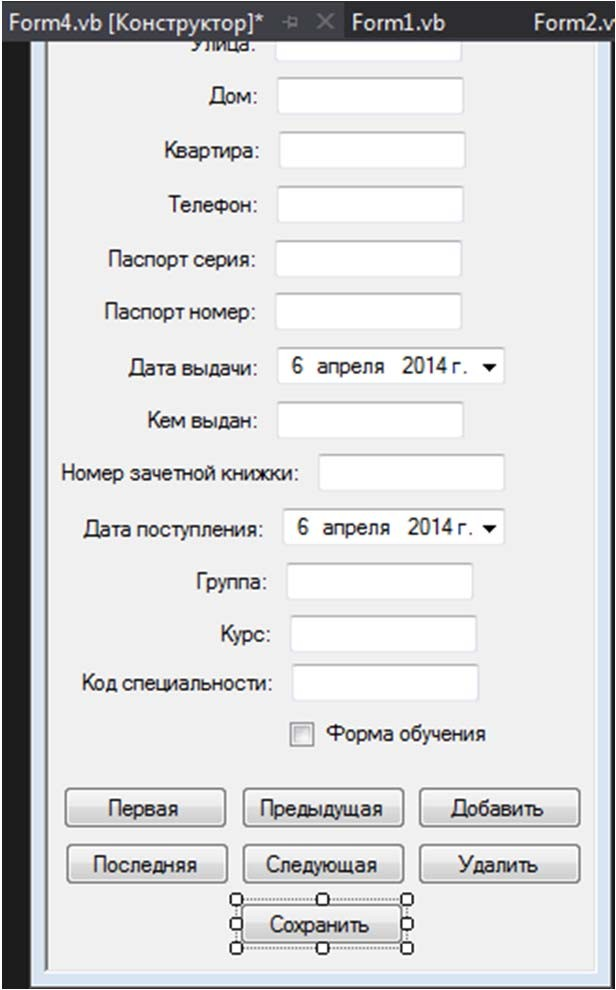 Form4.vb [Конструктор]* Form1.vb Form2.v
Улица:
Дом:
Квартира:
Телефон:
Паспорт серия:
Паспорт номер:
Дата выдачи: 6 апреля 2014 г.
Кем выдан:
Номер зачетной книжки:
Дата поступления: 6 апреля 2014 г.
Группа:
Курс:
Код специальности:
Форма обучения
Первая Предыдущая Добавить
Последняя Следующая Удалить
Сохранить